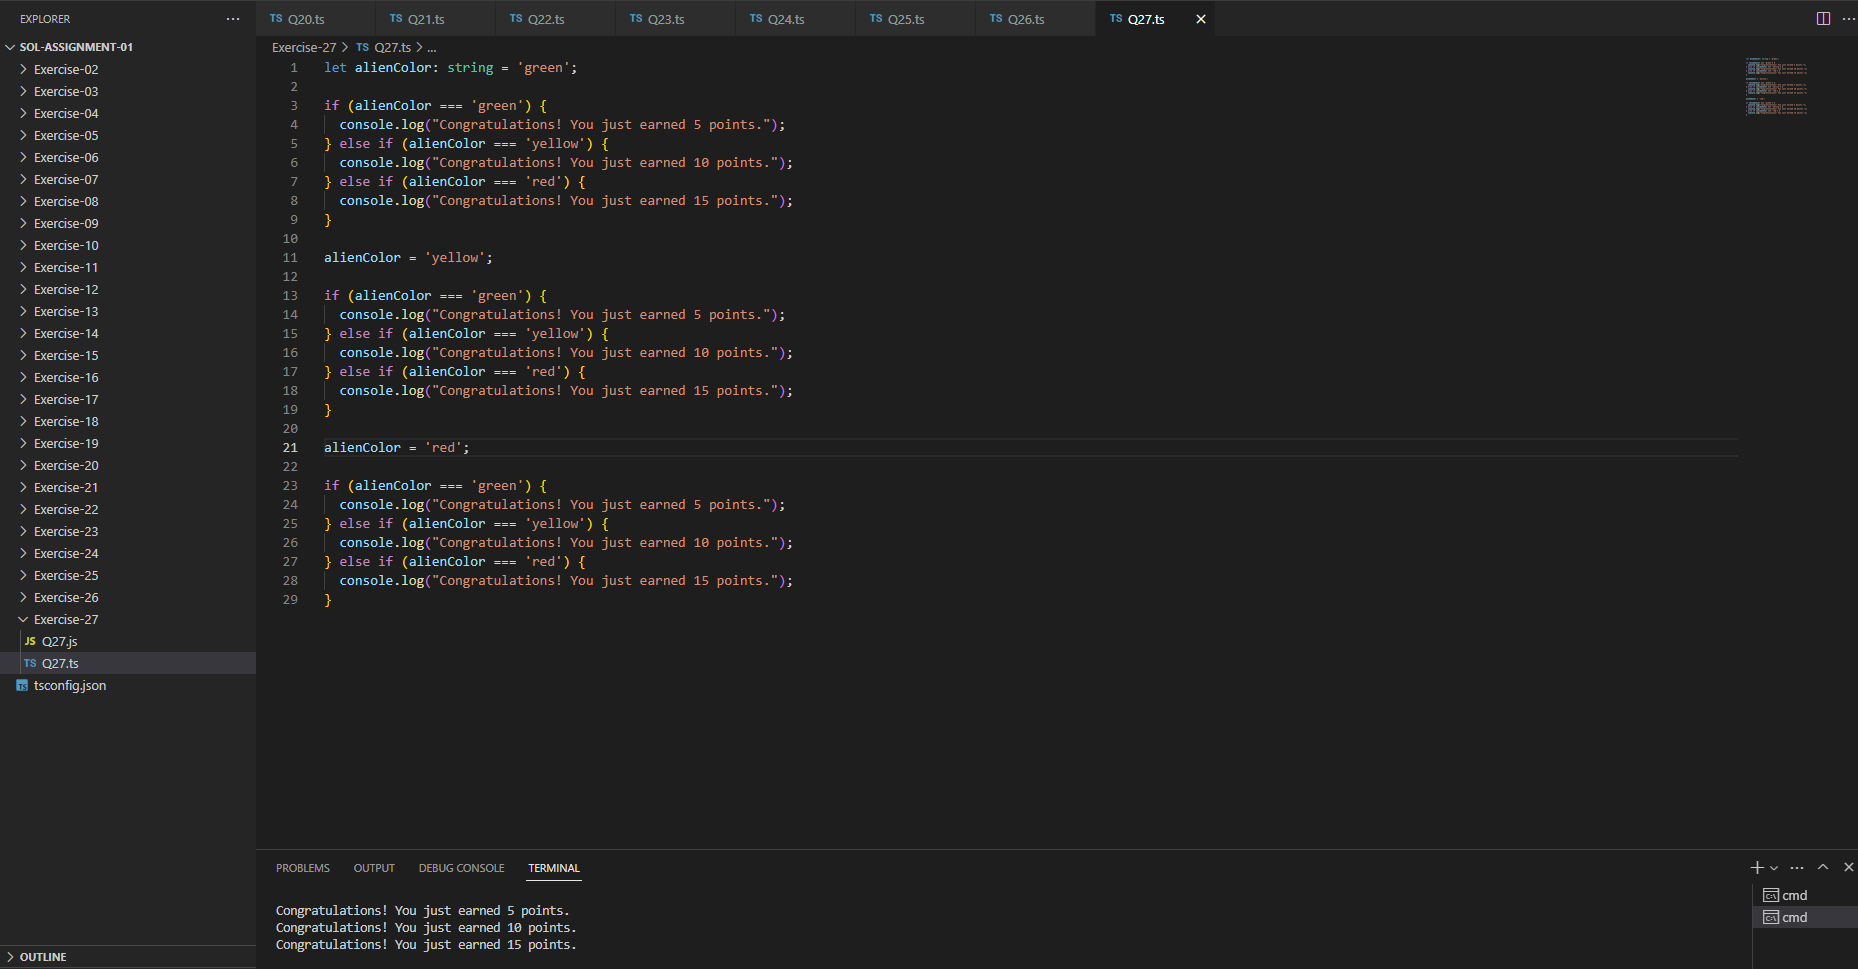 EXPLORER ···
SOL-ASSIGNMENT-01
Exercise-02
Exercise-03
Exercise-04
Exercise-05
Exercise-06
Exercise-07
Exercise-08
Exercise-09
Exercise-10
Exercise-11
Exercise-12
Exercise-13
Exercise-14
Exercise-15
Exercise-16
Exercise-17
Exercise-18
Exercise-19
Exercise-20
Exercise-21
Exercise-22
Exercise-23
Exercise-24
Exercise-25
Exercise-26
Exercise-27
JS Q27.js
TS Q27.ts
TS tsconfig.json
OUTLINE
TS Q20.ts TS Q21.ts TS Q22.ts TS Q23.ts TS Q24.ts TS Q25.ts TS Q26.ts TS Q27.ts
Exercise-27 > TS Q27.ts > ...
1 let alienColor: string = 'green';
2
3 if (alienColor === 'green') {
4 console.log("Congratulations! You just earned 5 points.");
5 } else if (alienColor === 'yellow') {
6 console.log("Congratulations! You just earned 10 points.");
7 } else if (alienColor === 'red') {
8 console.log("Congratulations! You just earned 15 points.");
9 }
10
11 alienColor = 'yellow';
12
13 if (alienColor === 'green') {
14 console.log("Congratulations! You just earned 5 points.");
15 } else if (alienColor === 'yellow') {
16 console.log("Congratulations! You just earned 10 points.");
17 } else if (alienColor === 'red') {
18 console.log("Congratulations! You just earned 15 points.");
19 }
20
21 alienColor = 'red';
22
23 if (alienColor === 'green') {
24 console.log("Congratulations! You just earned 5 points.");
25 } else if (alienColor === 'yellow') {
26 console.log("Congratulations! You just earned 10 points.");
27 } else if (alienColor === 'red') {
28 console.log("Congratulations! You just earned 15 points.");
29 }
PROBLEMS OUTPUT DEBUG CONSOLE TERMINAL
Congratulations! You just earned 5 points.
Congratulations! You just earned 10 points.
Congratulations! You just earned 15 points.
cmd
cmd